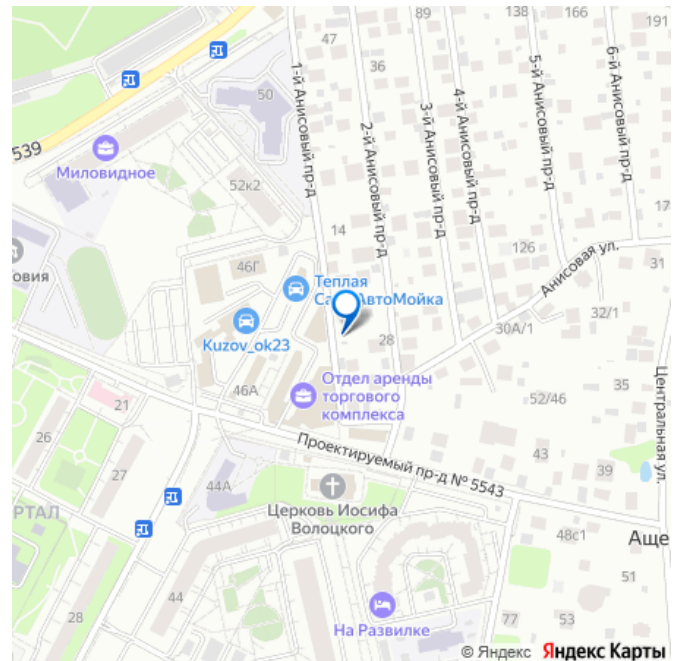 47
89
138
166
191
36
50
1-й Анисовый пр-д
2-й Анисовый пр-д
3-й Анисовый пр-д
4-й Анисовый пр-д
5-й Анисовый пр-д
6-й Анисовый пр-д
539
Миловидное
52к2
17
14
126
Анисовая ул.
31
овия
46Г
Теплая
АвтоМойка
Kuzov_ok23
28
30А/1
32/1
46А
Отдел аренды
торгового
комплекса
21
52/46
35
Центральная ул.
26
27
Проектируемый пр-д № 5543
43
39
44А
Церковь Иосифа
Волоцкого
РТАЛ
48с1
Аще
51
44
28
На Развилке
77
53
© Яндекс Яндекс Карты